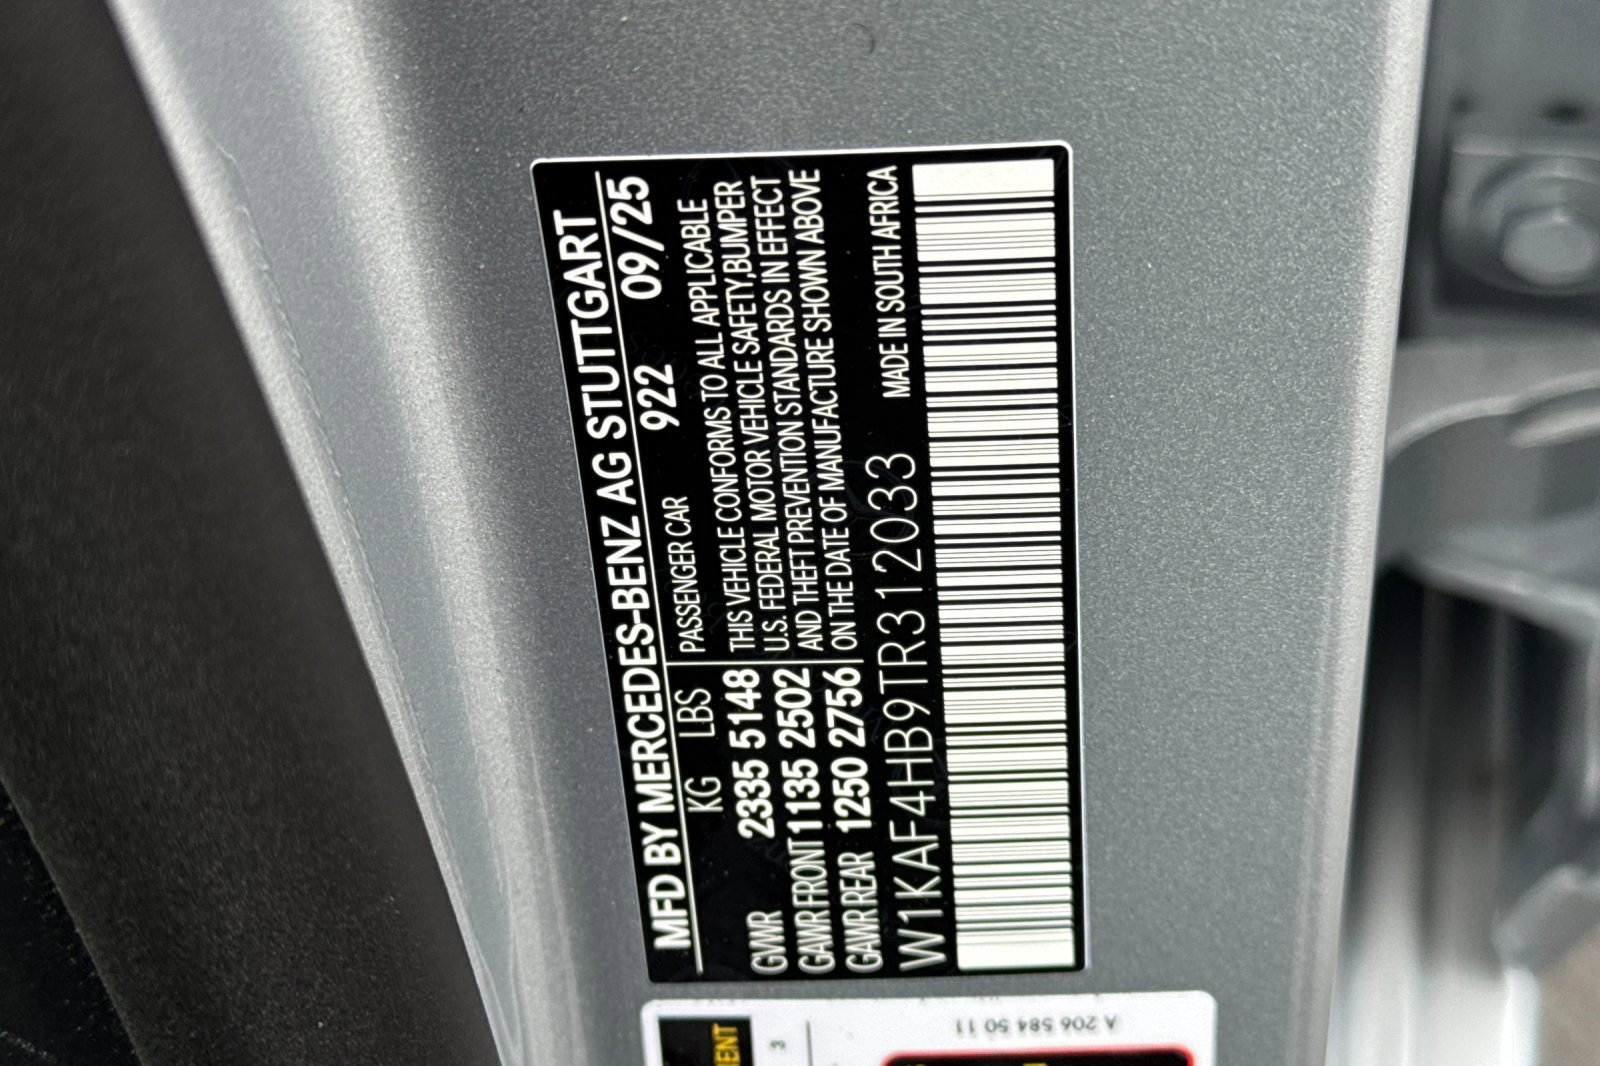 MFD BY MERCEDES-BENZ AG STUTTGART
922 09/25
KG LBS
PASSENGER CAR
GVWR 2335 5148
GAWR FRONT 1135 2502
GAWR REAR 1250 2756
THIS VEHICLE CONFORMS TO ALL APPLICABLE
U.S. FEDERAL MOTOR VEHICLE SAFETY,BUMPER
AND THEFT PREVENTION STANDARDS IN EFFECT
ON THE DATE OF MANUFACTURE SHOWN ABOVE
W1KAF4HB9TR312033
MADE IN SOUTH AFRICA
A 206 584 50 11